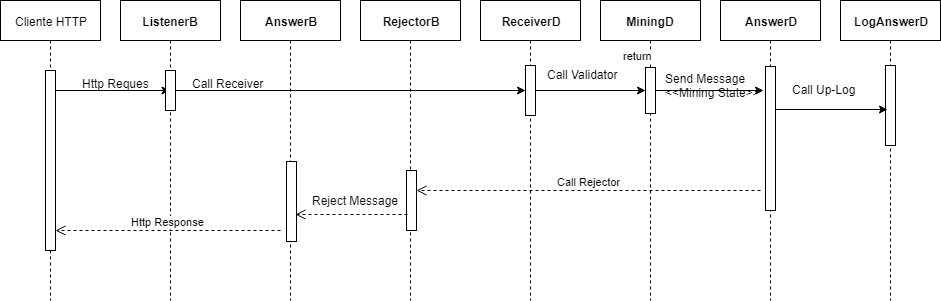 Cliente HTTP
ListenerB
AnswerB
RejectorB
ReceiverD
MiningD
AnswerD
LogAnswerD
return
Http Reques
Call Receiver
Call Validator
Send Message
<<Mining State>>
Call Up-Log
Call Rejector
Reject Message
Http Response